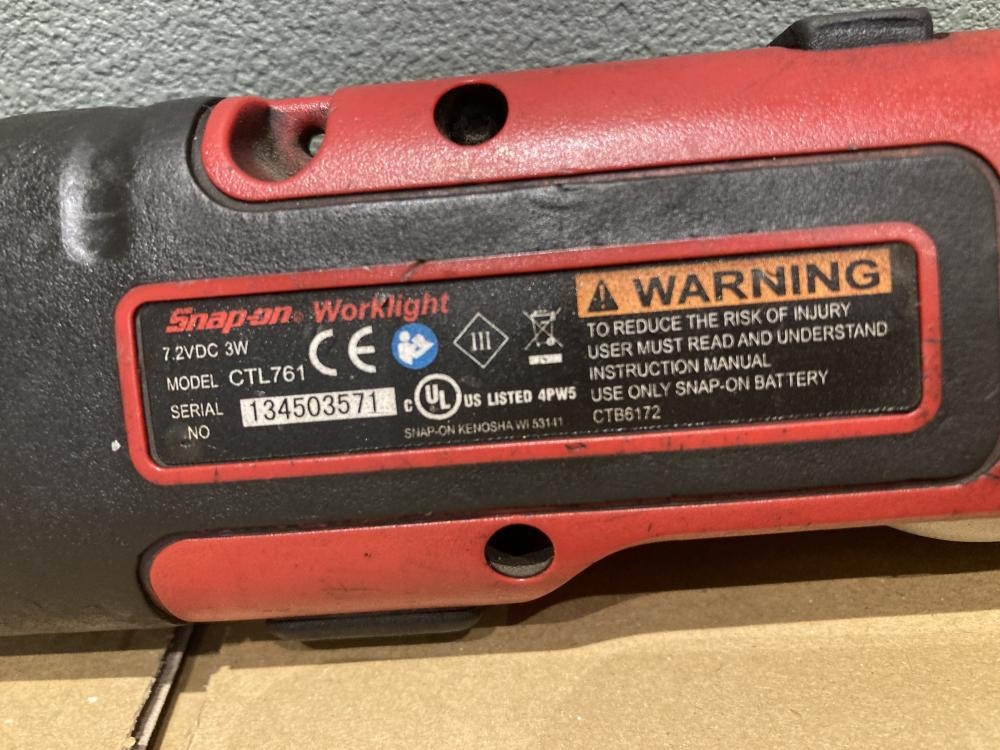 Snap-on® Worklight
7.2VDC 3W
CE
III
MODEL CTL761
SERIAL NO 134503571
C UL US LISTED 4PW5
SNAP-ON KENOSHA WI 53141
WARNING
TO REDUCE THE RISK OF INJURY
USER MUST READ AND UNDERSTAND
INSTRUCTION MANUAL
USE ONLY SNAP-ON BATTERY
CTB6172